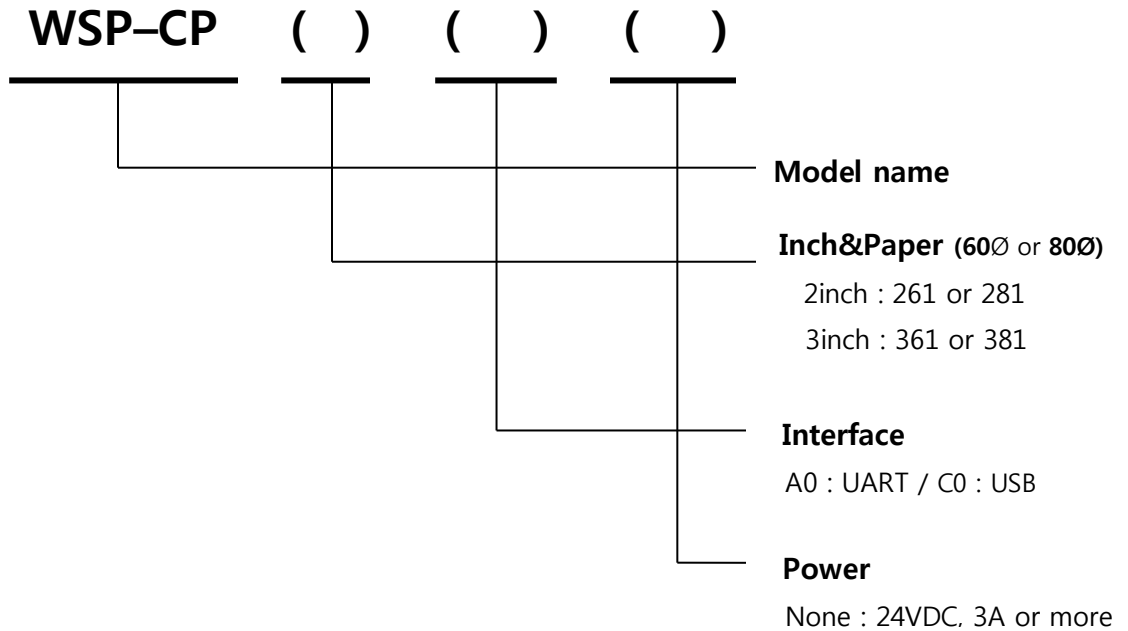 WSP–CP ( ) ( ) ( )
Model name
Inch&Paper (60Ø or 80Ø)
2inch : 261 or 281
3inch : 361 or 381
Interface
A0 : UART / C0 : USB
Power
None : 24VDC, 3A or more